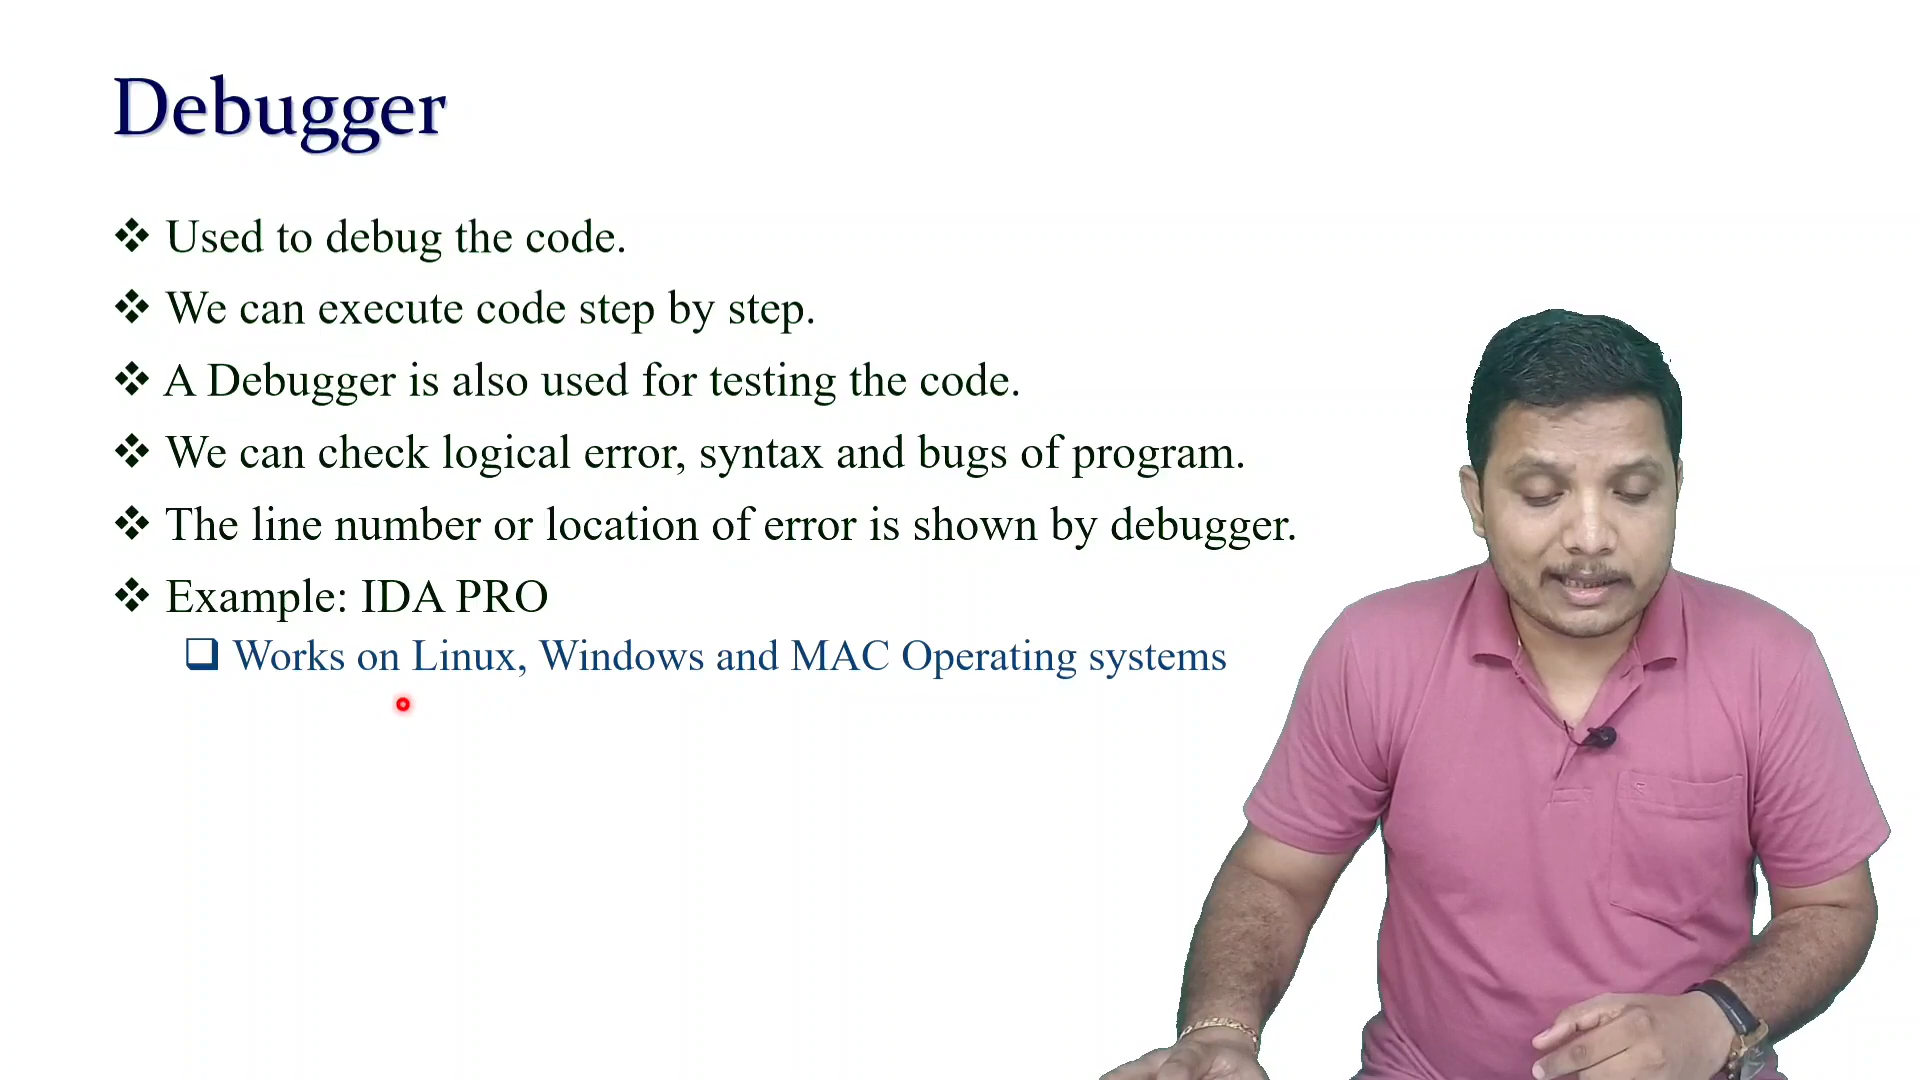 Debugger
❖ Used to debug the code.
❖ We can execute code step by step.
❖ A Debugger is also used for testing the code.
❖ We can check logical error, syntax and bugs of program.
❖ The line number or location of error is shown by debugger.
❖ Example: IDA PRO
❑ Works on Linux, Windows and MAC Operating systems